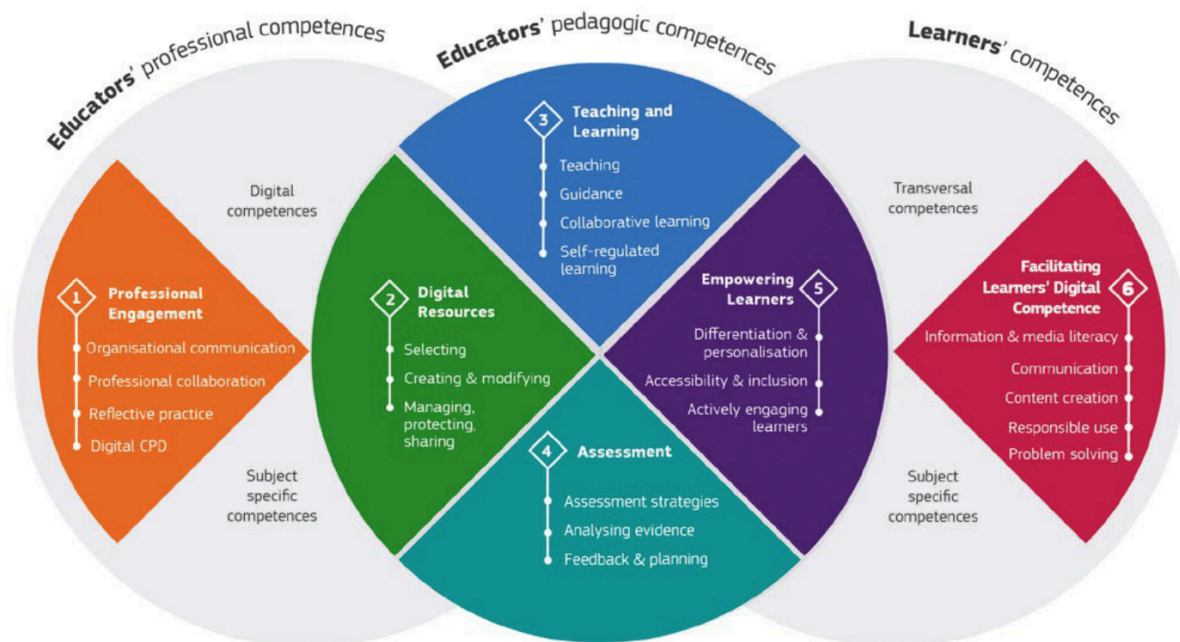 Educators' professional competences
Educators' pedagogic competences
Learners' competences
Digital
competences
Subject
specific
competences
1
Professional
Engagement
Organisational communication
Professional collaboration
Reflective practice
Digital CPD
2
Digital
Resources
Selecting
Creating & modifying
Managing,
protecting,
sharing
3
Teaching and
Learning
Teaching
Guidance
Collaborative learning
Self-regulated
learning
4
Assessment
Assessment strategies
Analysing evidence
Feedback & planning
Empowering
Learners
5
Differentiation &
personalisation
Accessibility & inclusion
Actively engaging
learners
Transversal
competences
Subject
specific
competences
Facilitating
Learners' Digital
Competence
6
Information & media literacy
Communication
Content creation
Responsible use
Problem solving